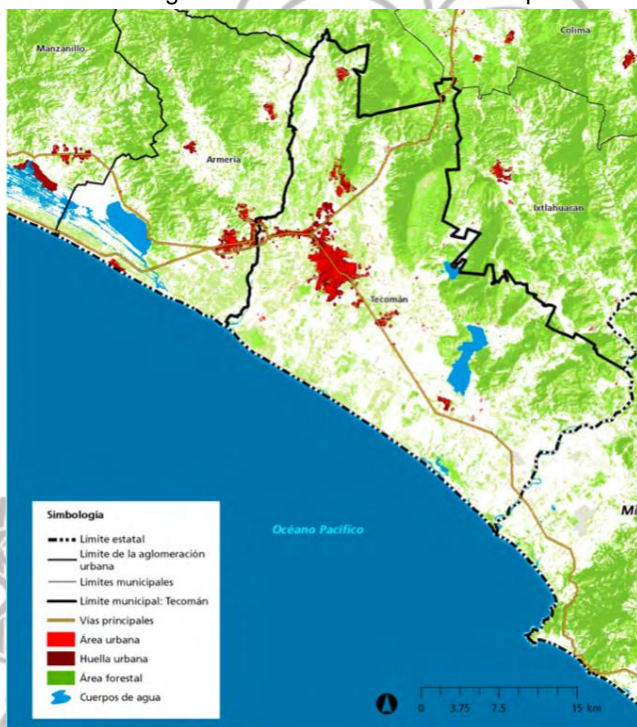 Manzanillo
Colima
Armería
Ixtlahuacán
Tecomán
Océano Pacífico
Simbología
Límite estatal
Límite de la aglomeración
urbana
Límites municipales
Límite municipal: Tecomán
Vías principales
Área urbana
Huella urbana
Área forestal
Cuerpos de agua
0 3.75 7.5 15 km